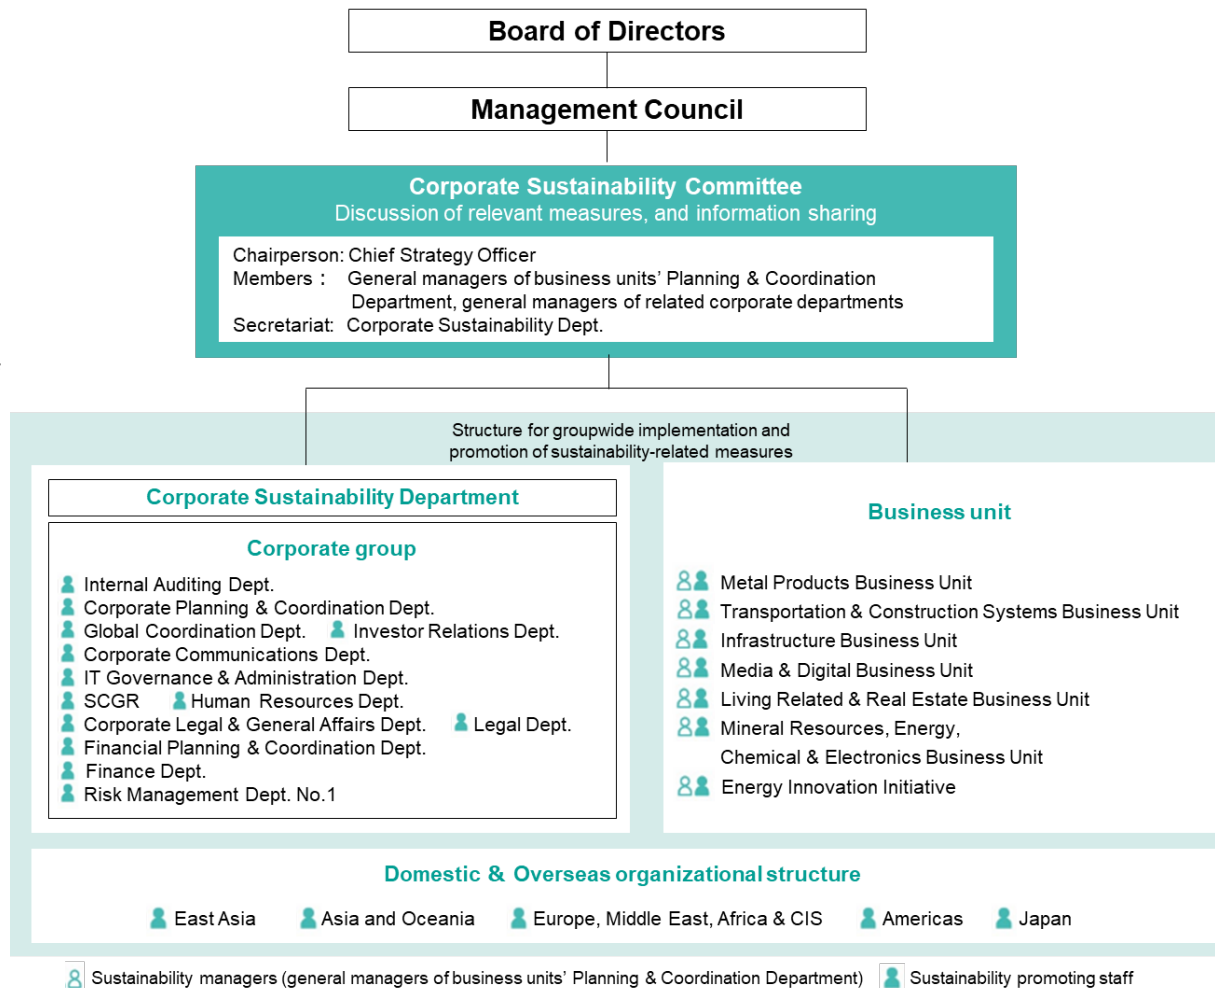 Board of Directors
Management Council
Corporate Sustainability Committee
Discussion of relevant measures, and information sharing
Chairperson: Chief Strategy Officer
Members : General managers of business units' Planning & Coordination
Department, general managers of related corporate departments
Secretariat: Corporate Sustainability Dept.
Structure for groupwide implementation and
promotion of sustainability-related measures
Corporate Sustainability Department
Corporate group
Internal Auditing Dept.
Corporate Planning & Coordination Dept.
Global Coordination Dept. Investor Relations Dept.
Corporate Communications Dept.
IT Governance & Administration Dept.
SCGR Human Resources Dept.
Corporate Legal & General Affairs Dept. Legal Dept.
Financial Planning & Coordination Dept.
Finance Dept.
Risk Management Dept. No.1
Business unit
Metal Products Business Unit
Transportation & Construction Systems Business Unit
Infrastructure Business Unit
Media & Digital Business Unit
Living Related & Real Estate Business Unit
Mineral Resources, Energy,
Chemical & Electronics Business Unit
Energy Innovation Initiative
Domestic & Overseas organizational structure
East Asia Asia and Oceania Europe, Middle East, Africa & CIS Americas Japan
Sustainability managers (general managers of business units' Planning & Coordination Department) Sustainability promoting staff